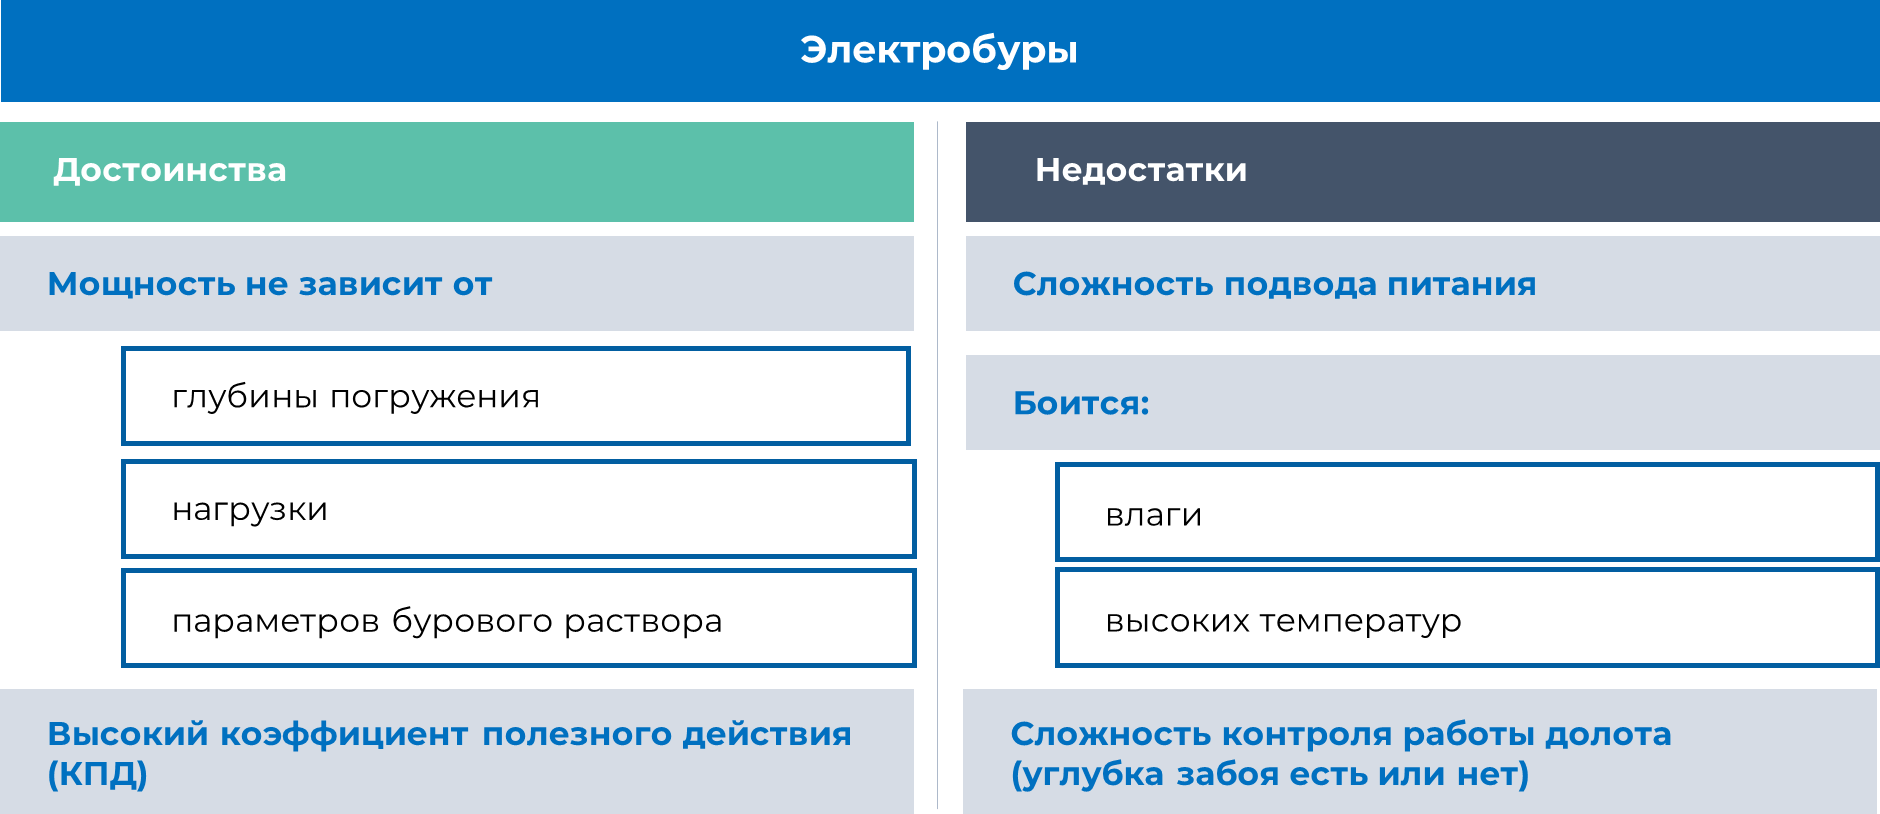 Электробуры
Достоинства
Мощность не зависит от
глубины погружения
нагрузки
параметров бурового раствора
Высокий коэффициент полезного действия
(КПД)
Недостатки
Сложность подвода питания
Боится:
влаги
высоких температур
Сложность контроля работы долота
(углубка забоя есть или нет)